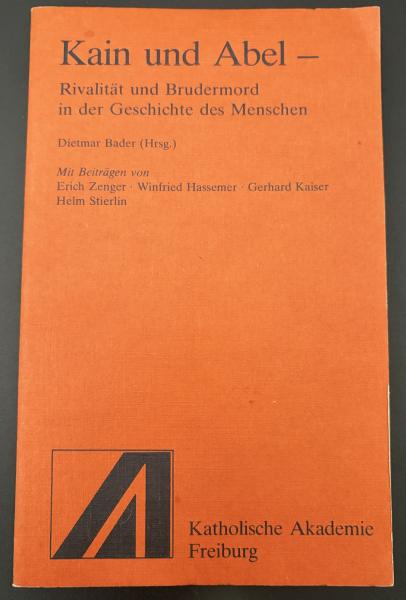 Kain und Abel –
Rivalität und Brudermord
in der Geschichte des Menschen
Dietmar Bader (Hrsg.)
Mit Beiträgen von
Erich Zenger · Winfried Hassemer · Gerhard Kaiser
Helm Stierlin
Katholische Akademie
Freiburg